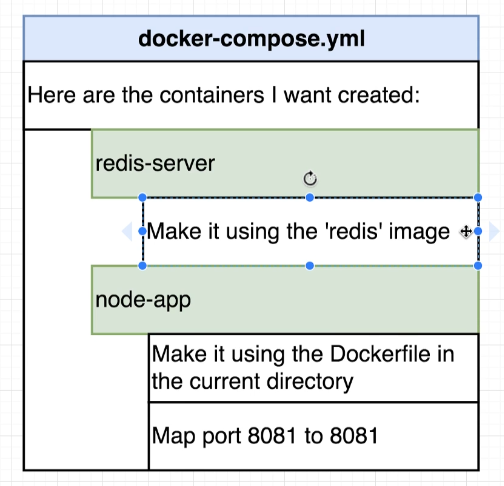 docker-compose.yml
Here are the containers I want created:
redis-server
Make it using the 'redis' image
node-app
Make it using the Dockerfile in
the current directory
Map port 8081 to 8081